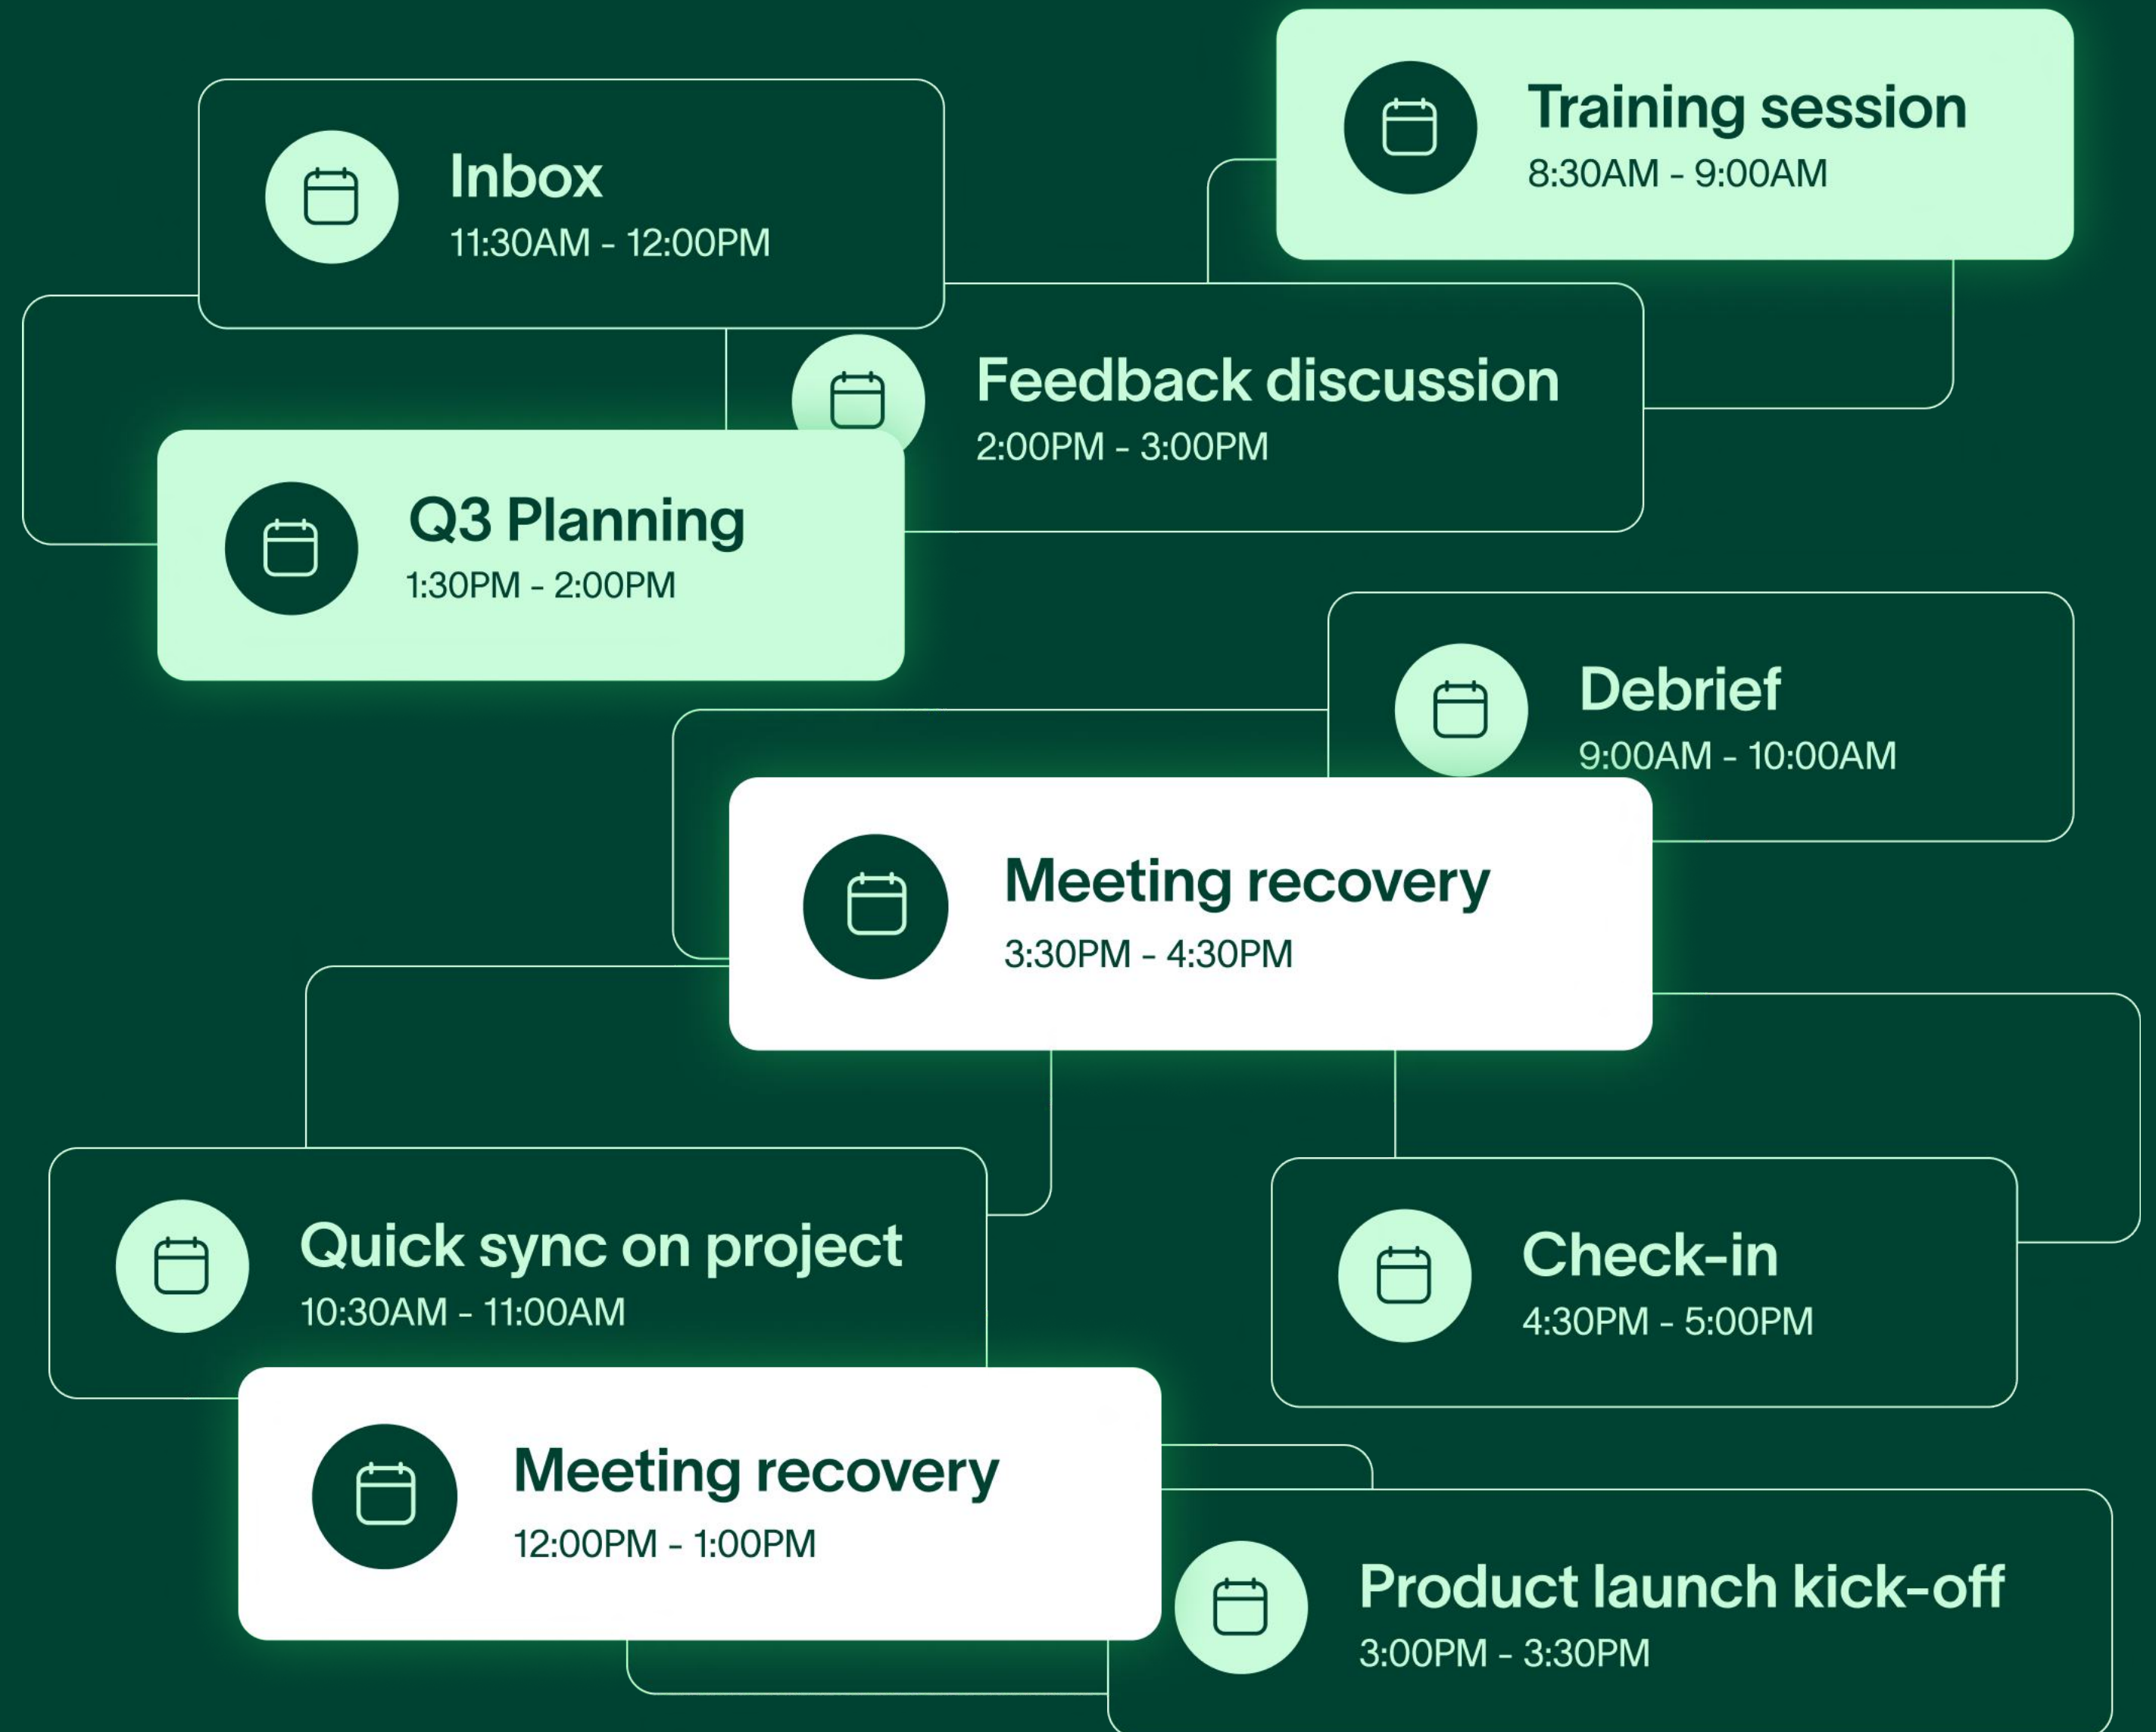 Training session
8:30AM - 9:00AM
Inbox
11:30AM - 12:00PM
Feedback discussion
2:00PM - 3:00PM
Q3 Planning
1:30PM - 2:00PM
Debrief
9:00AM - 10:00AM
Meeting recovery
3:30PM - 4:30PM
Quick sync on project
10:30AM - 11:00AM
Check-in
4:30PM - 5:00PM
Meeting recovery
12:00PM - 1:00PM
Product launch kick-off
3:00PM - 3:30PM